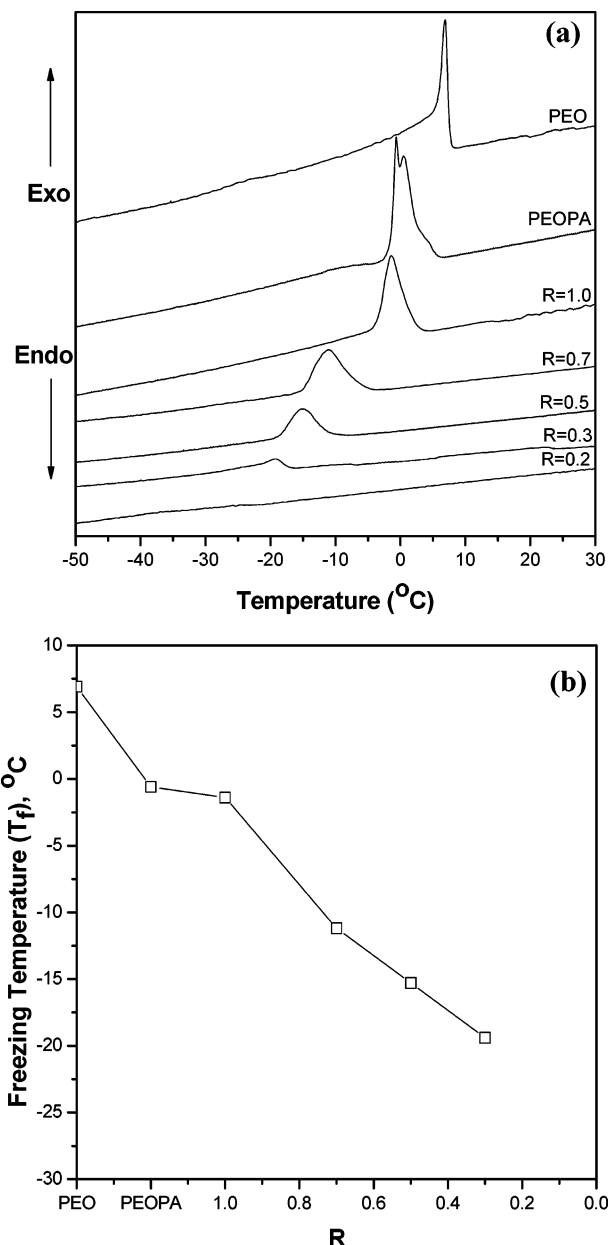 (a)
PEO
Exo
PEOPA
R=1.0
Endo
R=0.7
R=0.5
R=0.3
R=0.2
-50 -40 -30 -20 -10 0 10 20 30
Temperature (°C)
(b)
10
5
0
-5
-10
-15
-20
-25
-30
Freezing Temperature (Tf), °C
PEO PEOPA 1.0 0.8 0.6 0.4 0.2 0.0
R